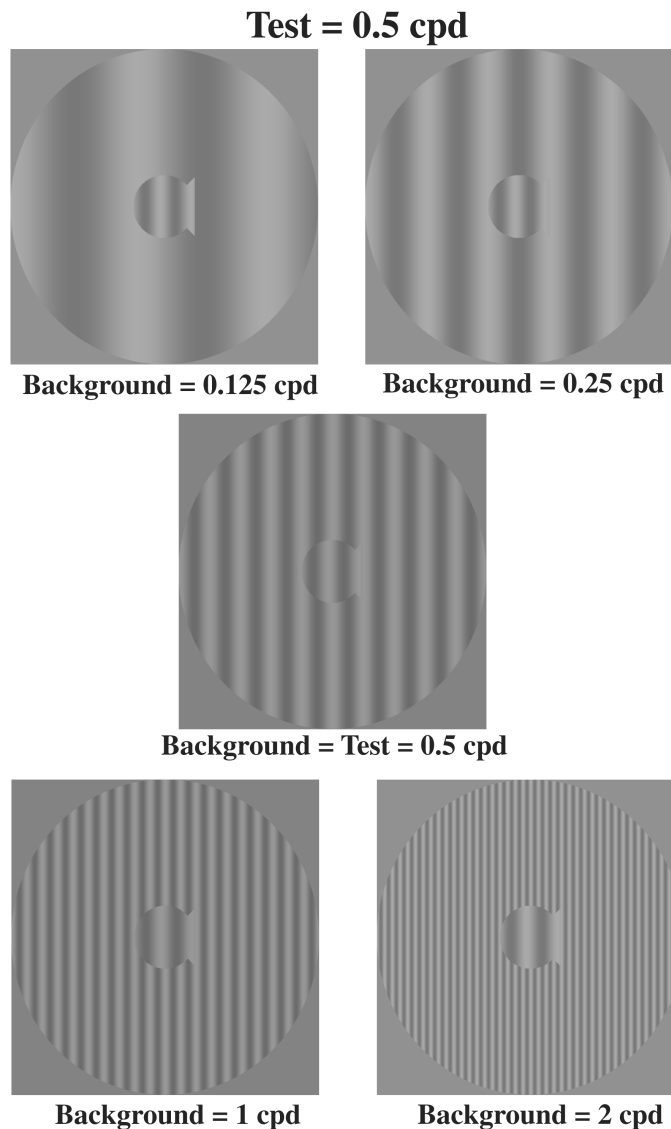 Test = 0.5 cpd
Background = 0.125 cpd
Background = 0.25 cpd
Background = Test = 0.5 cpd
Background = 1 cpd
Background = 2 cpd